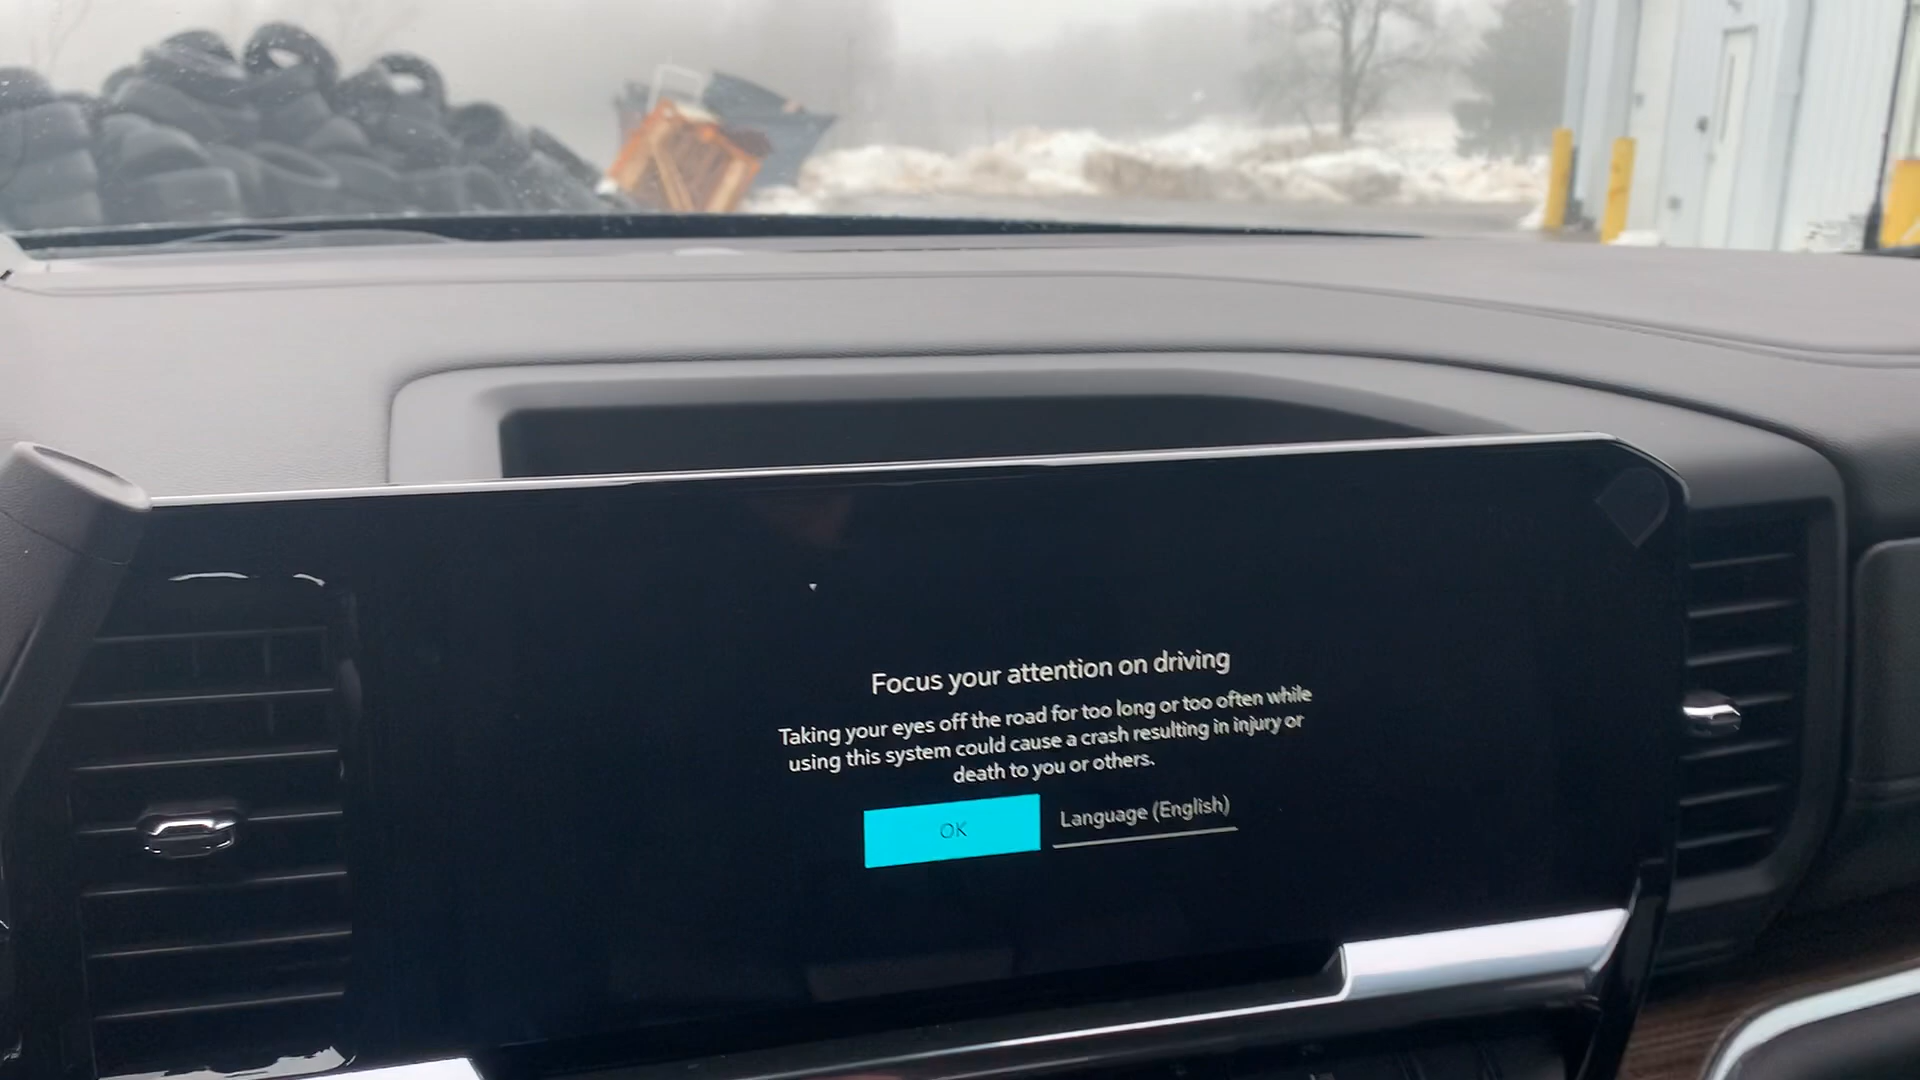 Focus your attention on driving
Taking your eyes off the road for too long or too often while
using this system could cause a crash resulting in injury or
death to you or others.
OK
Language (English)